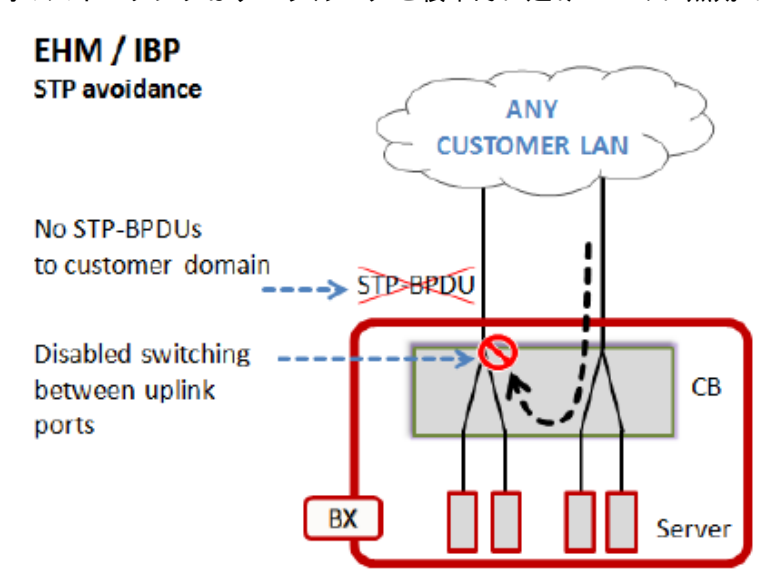 EHM / IBP
STP avoidance
ANY
CUSTOMER LAN
No STP-BPDUs
to customer domain
STP-BPDU
Disabled switching
between uplink
ports
CB
BX
Server